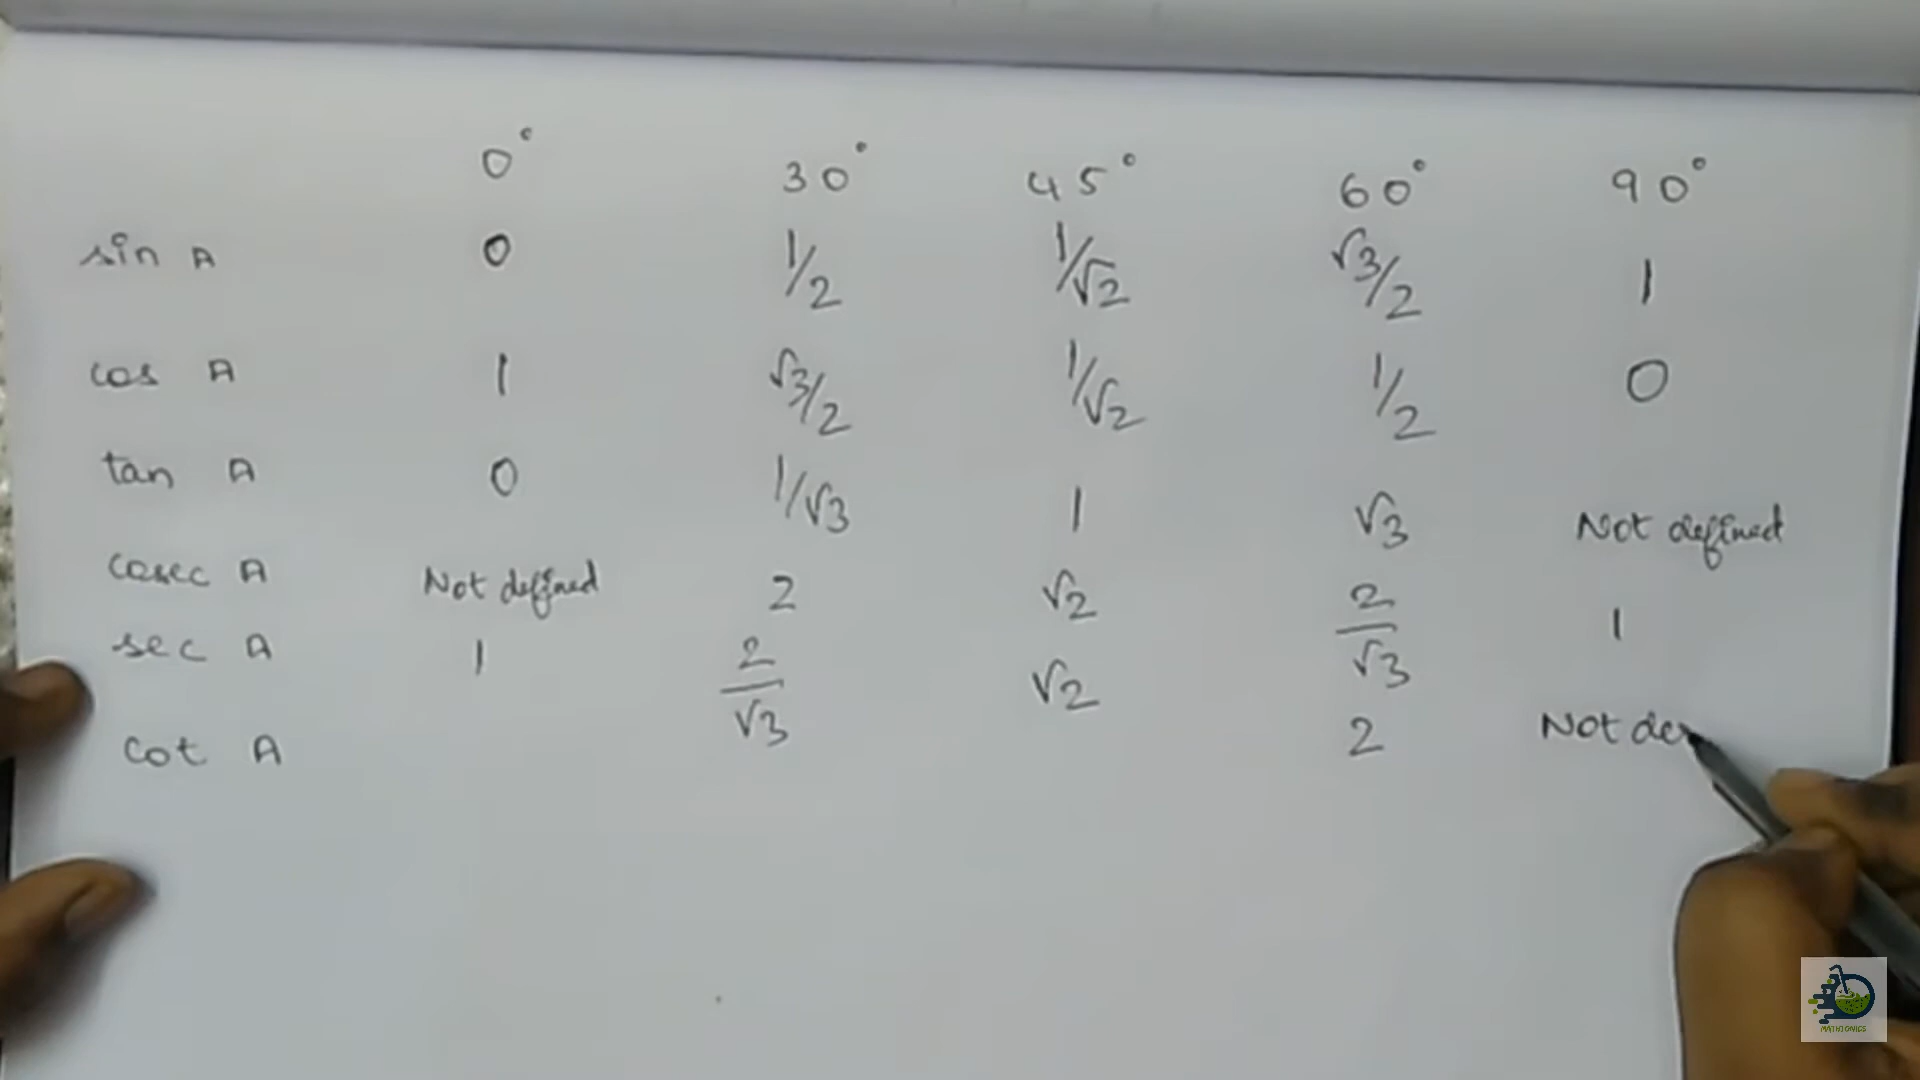 0° 30° 45° 60° 90°
sin A 0 1/2 1/√2 √3/2 1
cos A 1 √3/2 1/√2 1/2 0
tan A 0 1/√3 1 √3 Not defined
cosec A Not defined 2 √2 2/√3 1
sec A 1 2/√3 √2 2 Not def
cot A
MATHTONICS